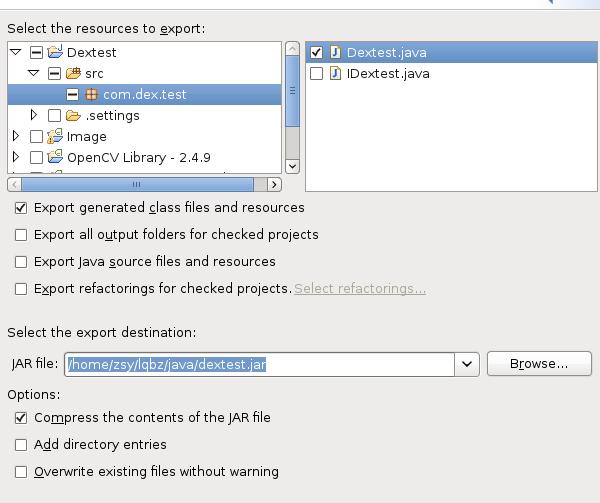 Select the resources to export:
Dextest
src
com.dex.test
.settings
Image
OpenCV Library - 2.4.9
Dextest.java
IDextest.java
Export generated class files and resources
Export all output folders for checked projects
Export Java source files and resources
Export refactorings for checked projects. Select refactorings...
Select the export destination:
JAR file: /home/zsy/lqbz/java/dextest.jar Browse...
Options:
Compress the contents of the JAR file
Add directory entries
Overwrite existing files without warning